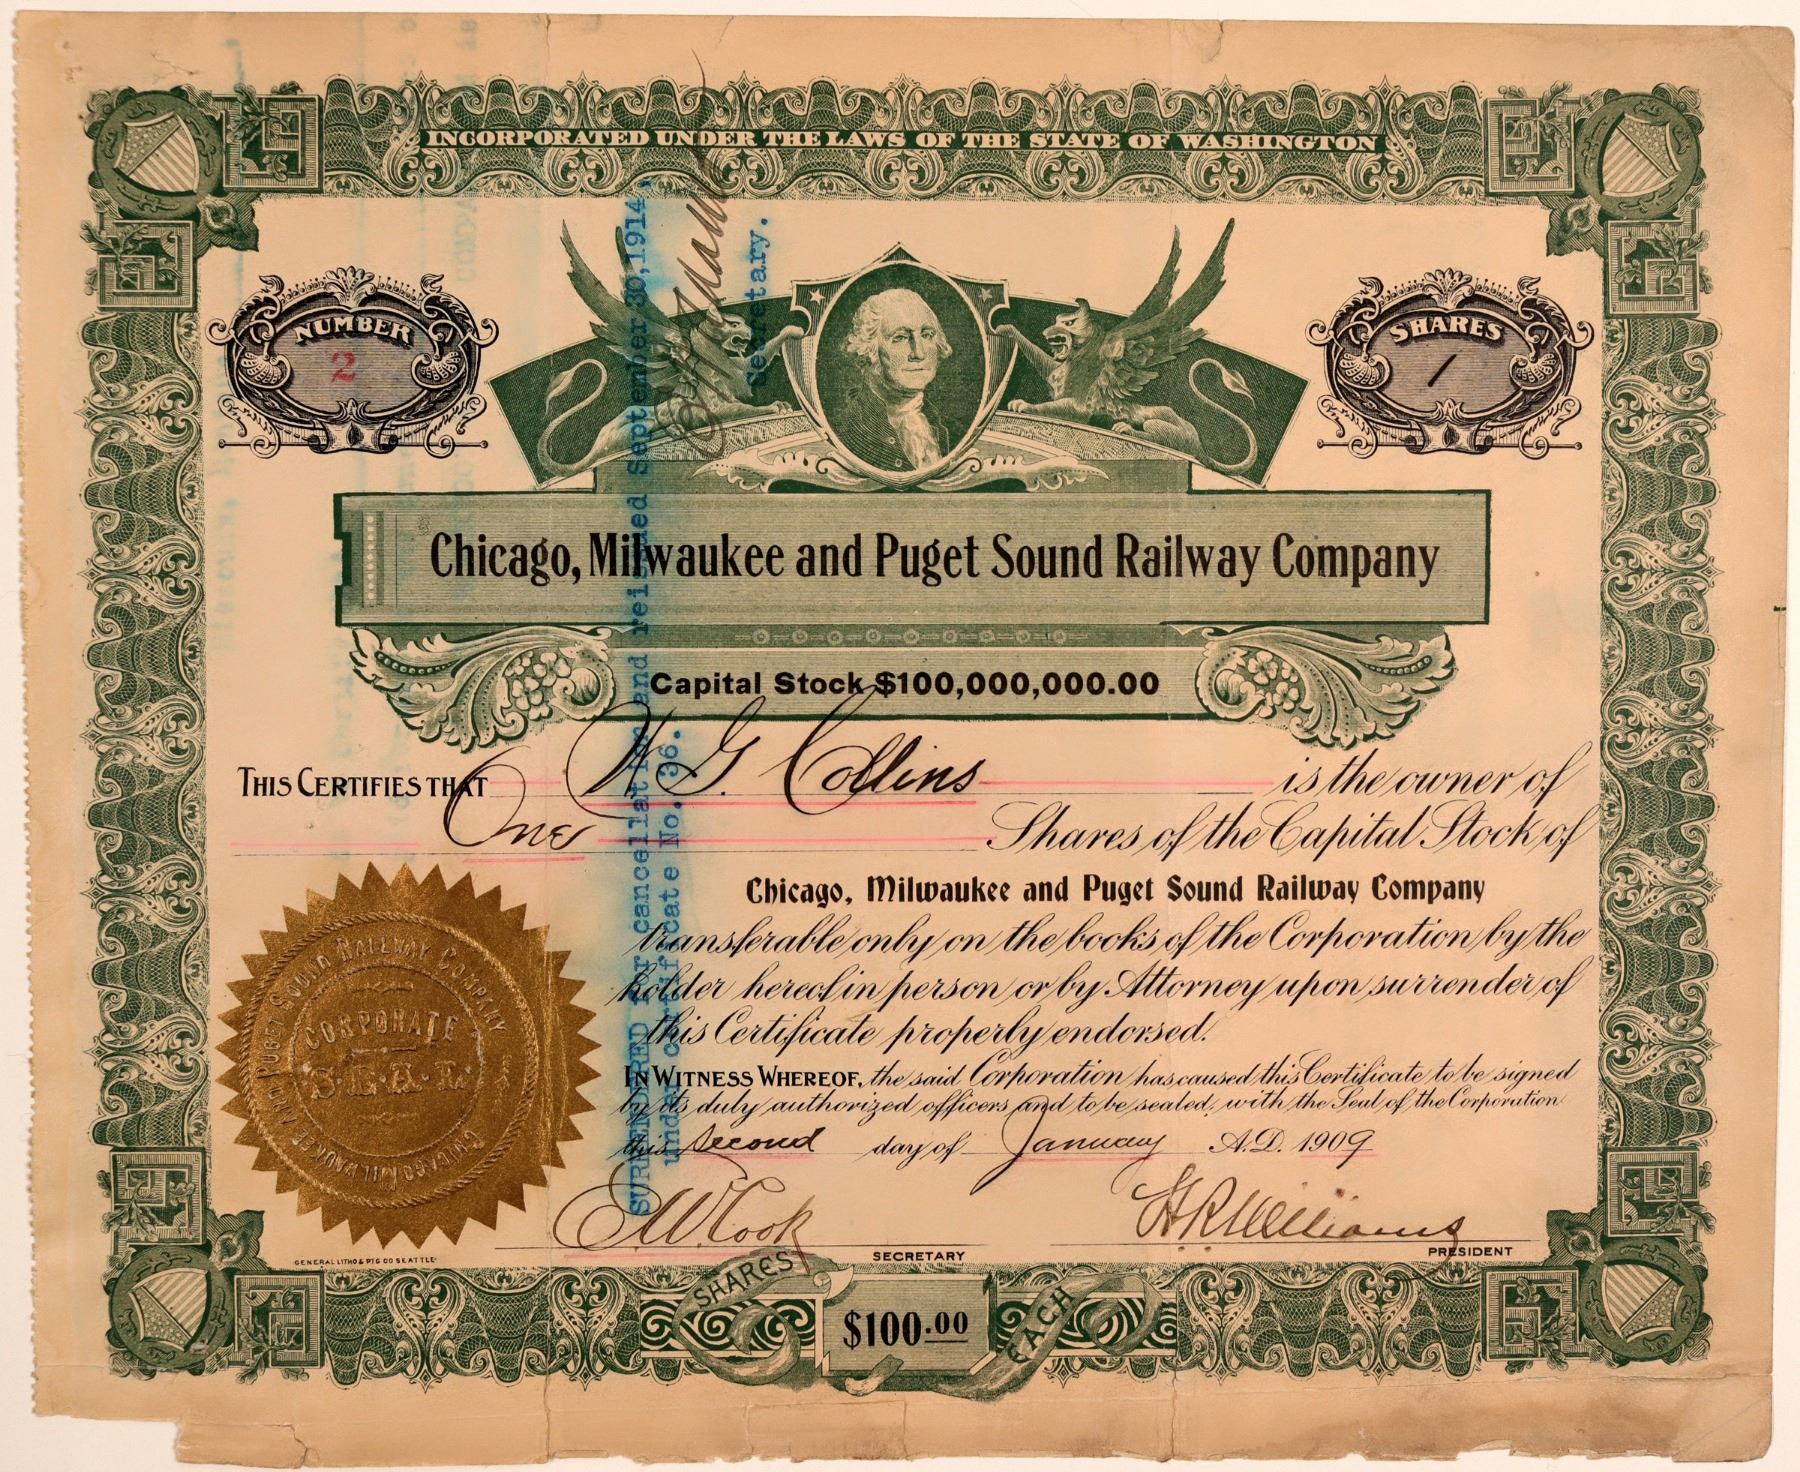 INCORPORATED UNDER THE LAWS OF THE STATE OF WASHINGTON
NUMBER
2
SHARES
1
Chicago, Milwaukee and Puget Sound Railway Company
Capital Stock $100,000,000.00
THIS CERTIFIES THAT W G Collins is the owner of
One Shares of the Capital Stock of
Chicago, Milwaukee and Puget Sound Railway Company
transferable only on the books of the Corporation by the
holder hereof in person or by Attorney upon surrender of
this Certificate properly endorsed.
IN WITNESS WHEREOF, the said Corporation has caused this Certificate to be signed
by its duly authorized officers and to be sealed, with the Seal of the Corporation
this Second day of January A.D. 1909
E. W. Cook
SECRETARY
H. R. Williams
PRESIDENT
GENERAL LITHO & PTG CO SEATTLE
SHARES
$100.00
EACH
CHICAGO, MILWAUKEE AND PUGET SOUND RAILWAY COMPANY
CORPORATE
SEAL
SURRENDERED for cancellation and reissued September 30, 1914,
under certificate No. 36.
Secretary.